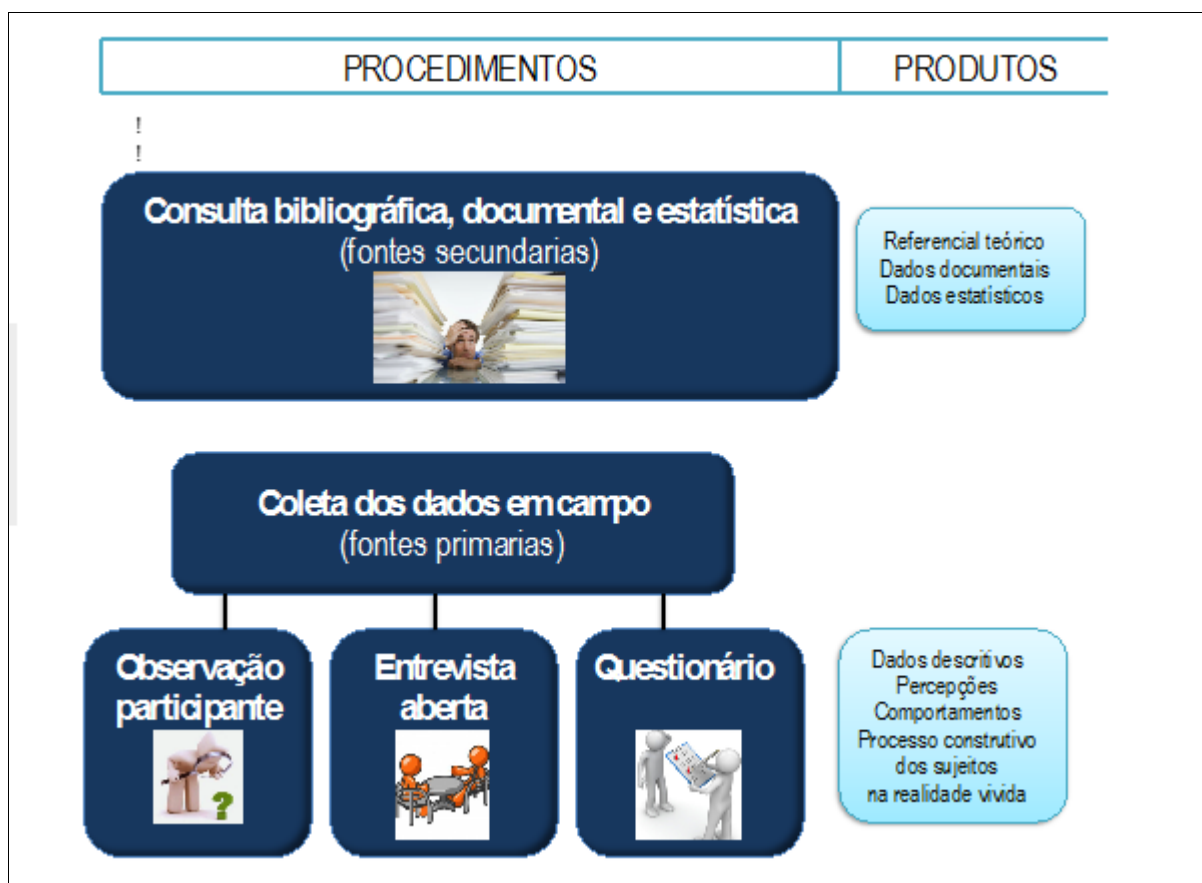 PROCEDIMENTOS
PRODUTOS
!
!
Consulta bibliográfica, documental e estatística
(fontes secundarias)
Referencial teórico
Dados documentais
Dados estatísticos
Coleta dos dados em campo
(fontes primarias)
Observação
participante
?
Entrevista
aberta
Questionário
Dados descritivos
Percepções
Comportamentos
Processo construtivo
dos sujeitos
na realidade vivida